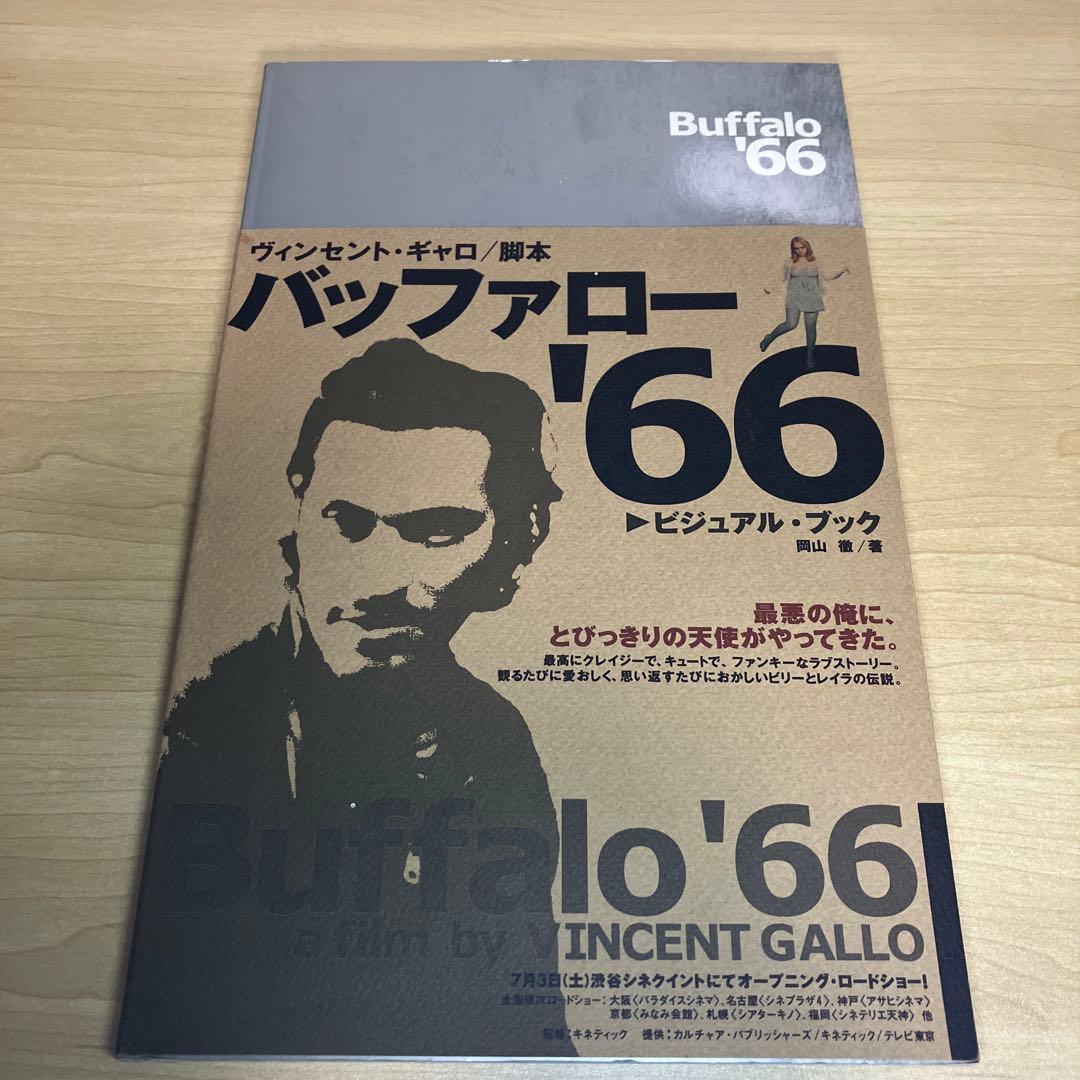 Buffalo
'66
ヴィンセント・ギャロ/脚本
バッファロー
'66
▶ビジュアル・ブック
岡山 徹/著
最悪の俺に、
とびっきりの天使がやってきた。
最高にクレイジーで、キュートで、ファンキーなラブストーリー。
観るたびに愛おしく、思い返すたびにおかしいビリーとレイラの伝説。
Buffalo '66
a film by VINCENT GALLO
7月3日(土)渋谷シネクイントにてオープニング・ロードショー!
全国順次ロードショー:大阪〈パラダイスシネマ〉、名古屋〈シネプラザ4〉、神戸〈アサヒシネマ〉
京都〈みなみ会館〉、札幌〈シアターキノ〉、福岡〈シネテリエ天神〉 他
配給:キネティック 提供:カルチュア・パブリッシャーズ/キネティック/テレビ東京